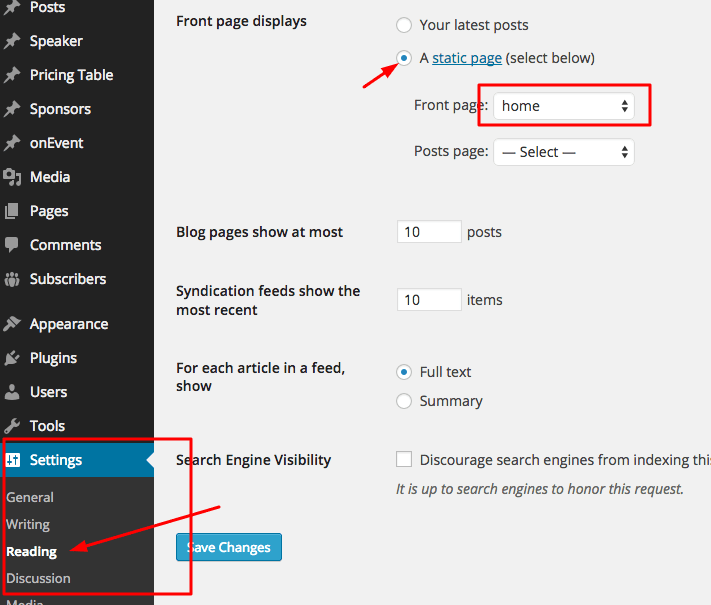 Posts
Speaker
Pricing Table
Sponsors
onEvent
Media
Pages
Comments
Subscribers
Appearance
Plugins
Users
Tools
Settings
General
Writing
Reading
Discussion
Media
Front page displays
Your latest posts
A static page (select below)
Front page: home
Posts page: — Select —
Blog pages show at most
10 posts
Syndication feeds show the
most recent
10 items
For each article in a feed,
show
Full text
Summary
Search Engine Visibility
Discourage search engines from indexing this
It is up to search engines to honor this request.
Save Changes